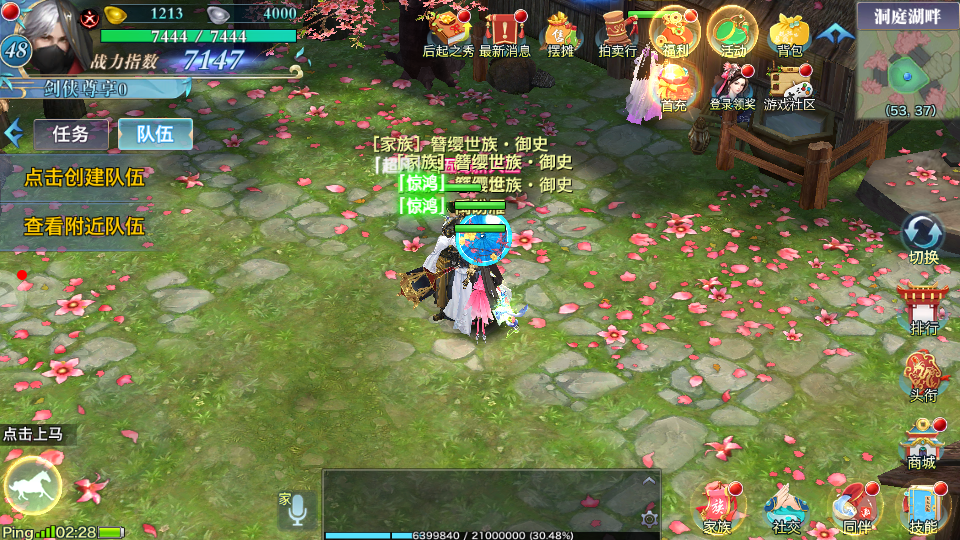 1213
4000
48
7444 / 7444
战力指数 7147
剑侠尊享0
后起之秀
最新消息
摆摊
拍卖行
福利
活动
背包
洞庭湖畔
首充
登录领奖
游戏社区
(53, 37)
任务
队伍
点击创建队伍
查看附近队伍
[家族] 簪缨世族·御史
[家族] 簪缨世族·御史
「惊鸿」
「惊鸿」
切换
排行
头衔
商城
点击上马
家
家族
社交
同伴
技能
Ping
02:28
6399840 / 21000000 (30.48%)